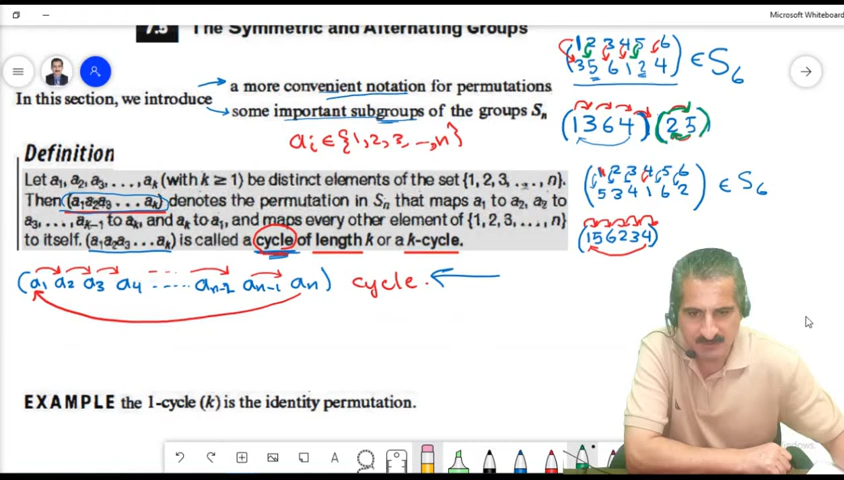 Microsoft Whiteboard
7.5 The Symmetric and Alternating Groups
In this section, we introduce
a more convenient notation for permutations
some important subgroups of the groups Sn
ai ∈ {1, 2, 3, ---, n}
Definition
Let a1, a2, a3, . . . , ak (with k ≥ 1) be distinct elements of the set {1, 2, 3, . . . , n}.
Then (a1a2a3 . . . ak) denotes the permutation in Sn that maps a1 to a2, a2 to
a3, . . . , ak−1 to ak, and ak to a1, and maps every other element of {1, 2, 3, . . . , n}
to itself. (a1a2a3 . . . ak) is called a cycle of length k or a k-cycle.
(a1 a2 a3 a4 ----- an-2 an-1 an) cycle.
EXAMPLE the 1-cycle (k) is the identity permutation.
(1 2 3 4 5 6
3 5 6 1 2 4) ∈ S6
(1 3 6 4) (2 5)
(1 2 3 4 5 6
5 3 4 1 6 2) ∈ S6
(1 5 6 2 3 4)